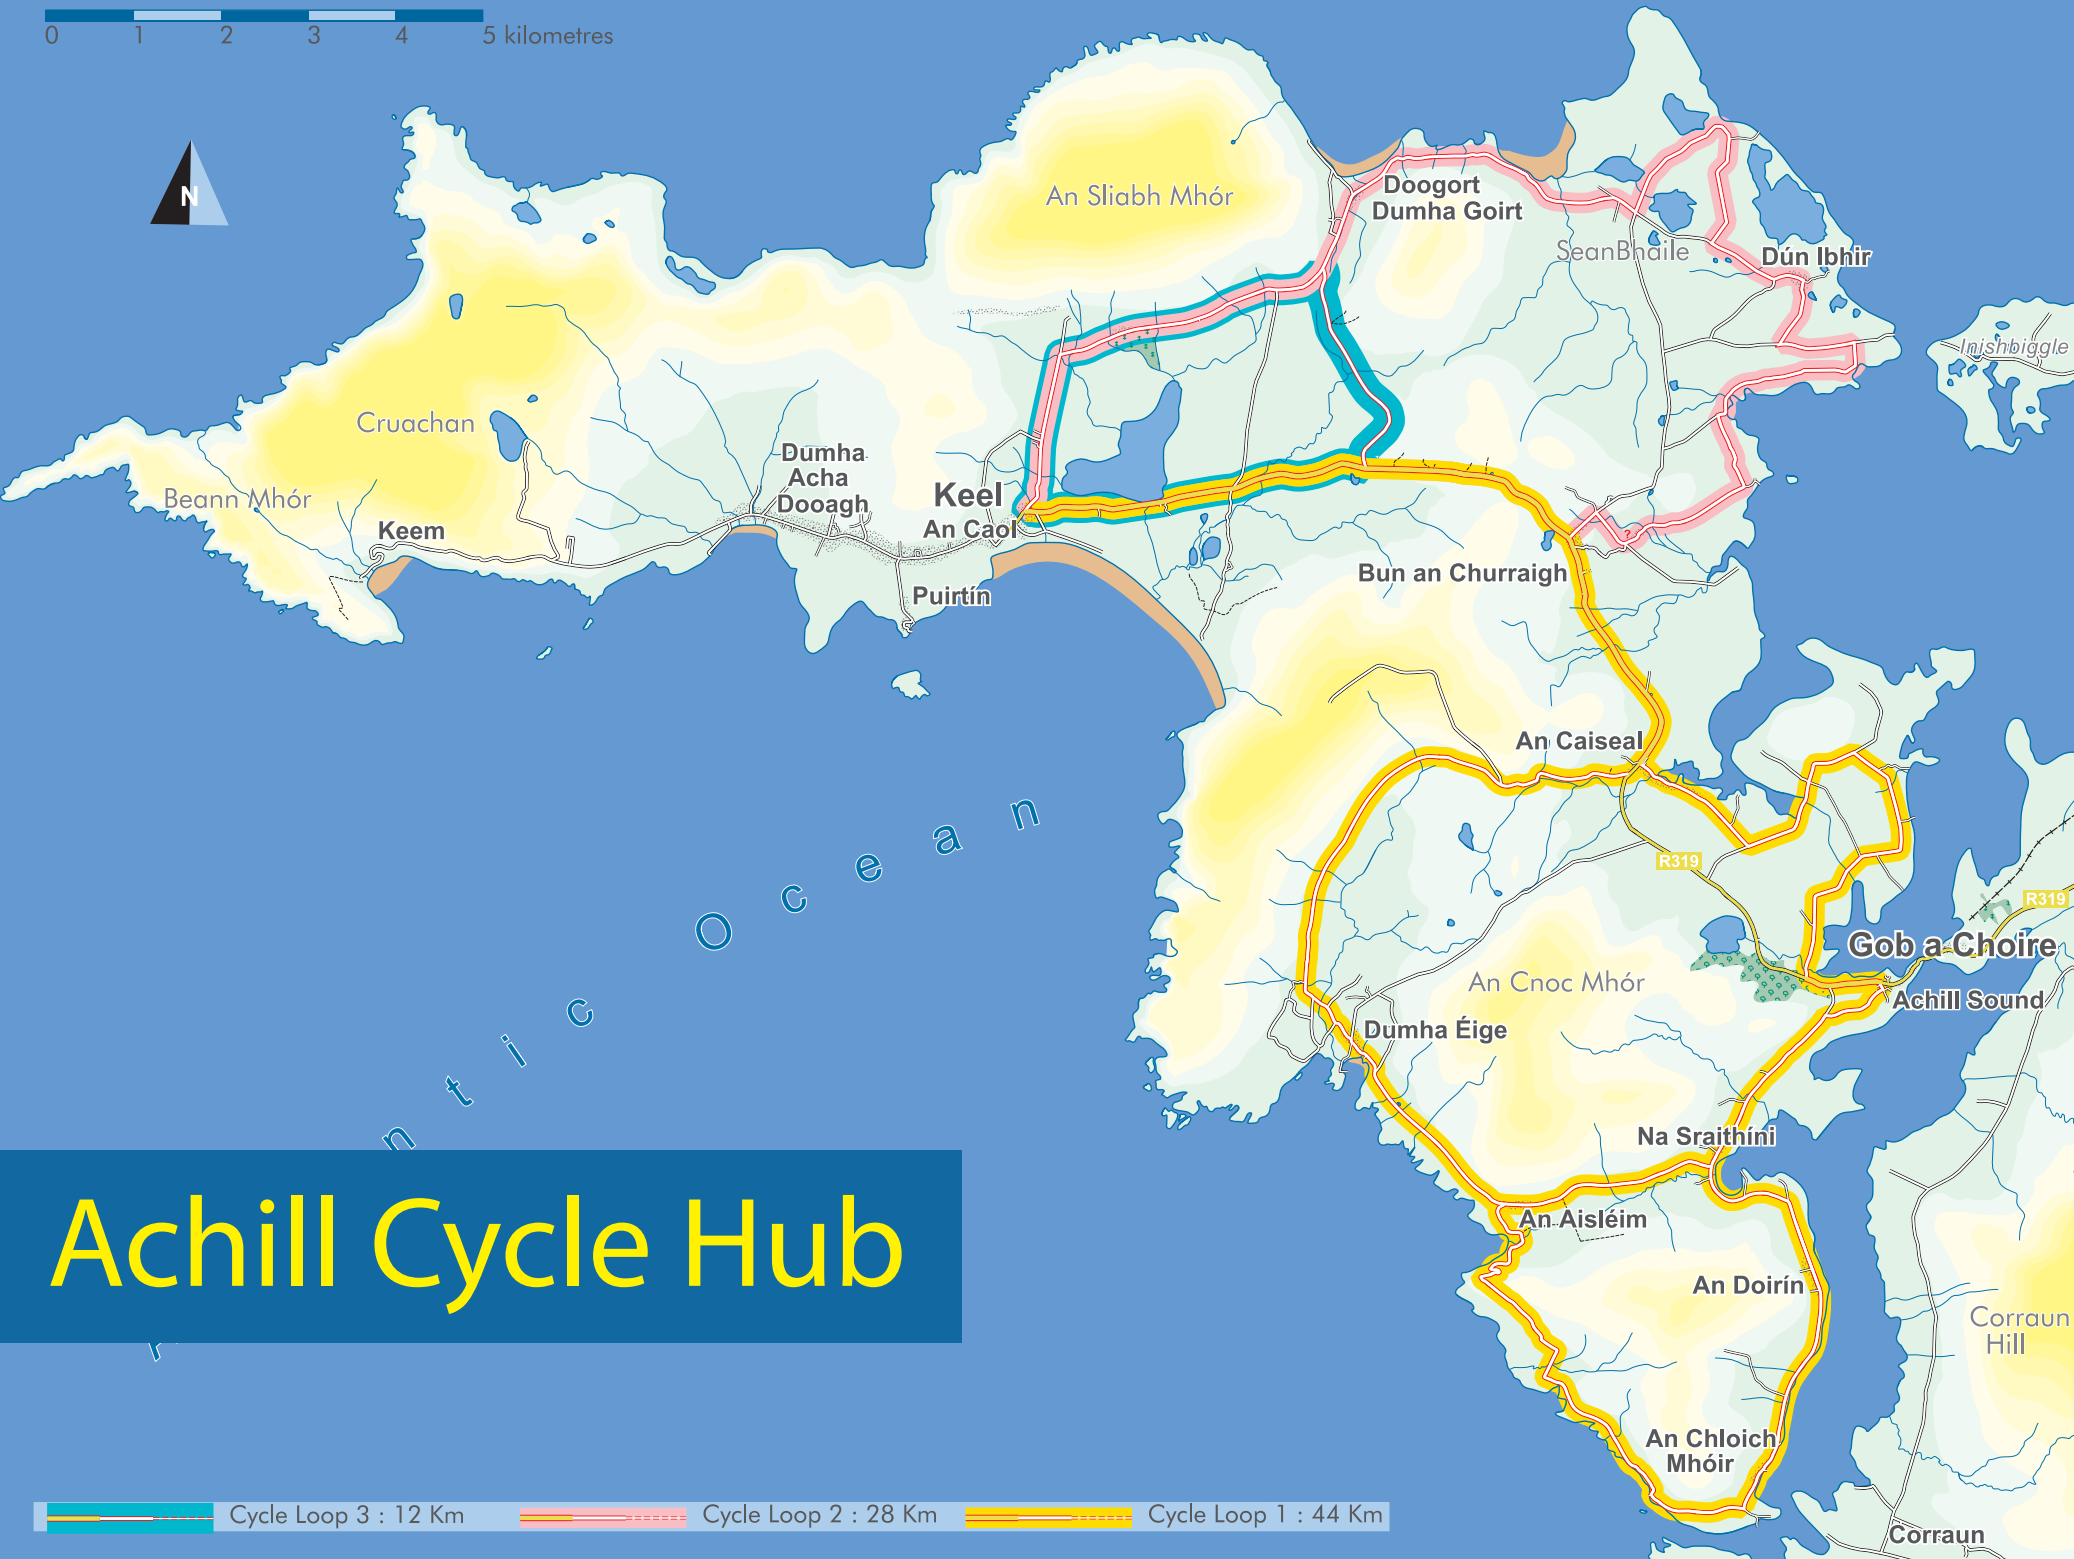 0 1 2 3 4 5 kilometres
N
An Sliabh Mhór
Doogort
Dumha Goirt
SeanBhaile
Dún Ibhir
Inishbiggle
Cruachan
Beann Mhór
Keem
Dumha
Acha
Dooagh
Keel
An Caol
Puirtín
Bun an Churraigh
An Caiseal
R319
R319
Gob a Choire
Achill Sound
An Cnoc Mhór
Dumha Éige
Na Sraithíní
An Aisléim
An Doirín
Corraun
Hill
An Chloich
Mhóir
Corraun
n t i c O c e a n
Achill Cycle Hub
Cycle Loop 3 : 12 Km Cycle Loop 2 : 28 Km Cycle Loop 1 : 44 Km